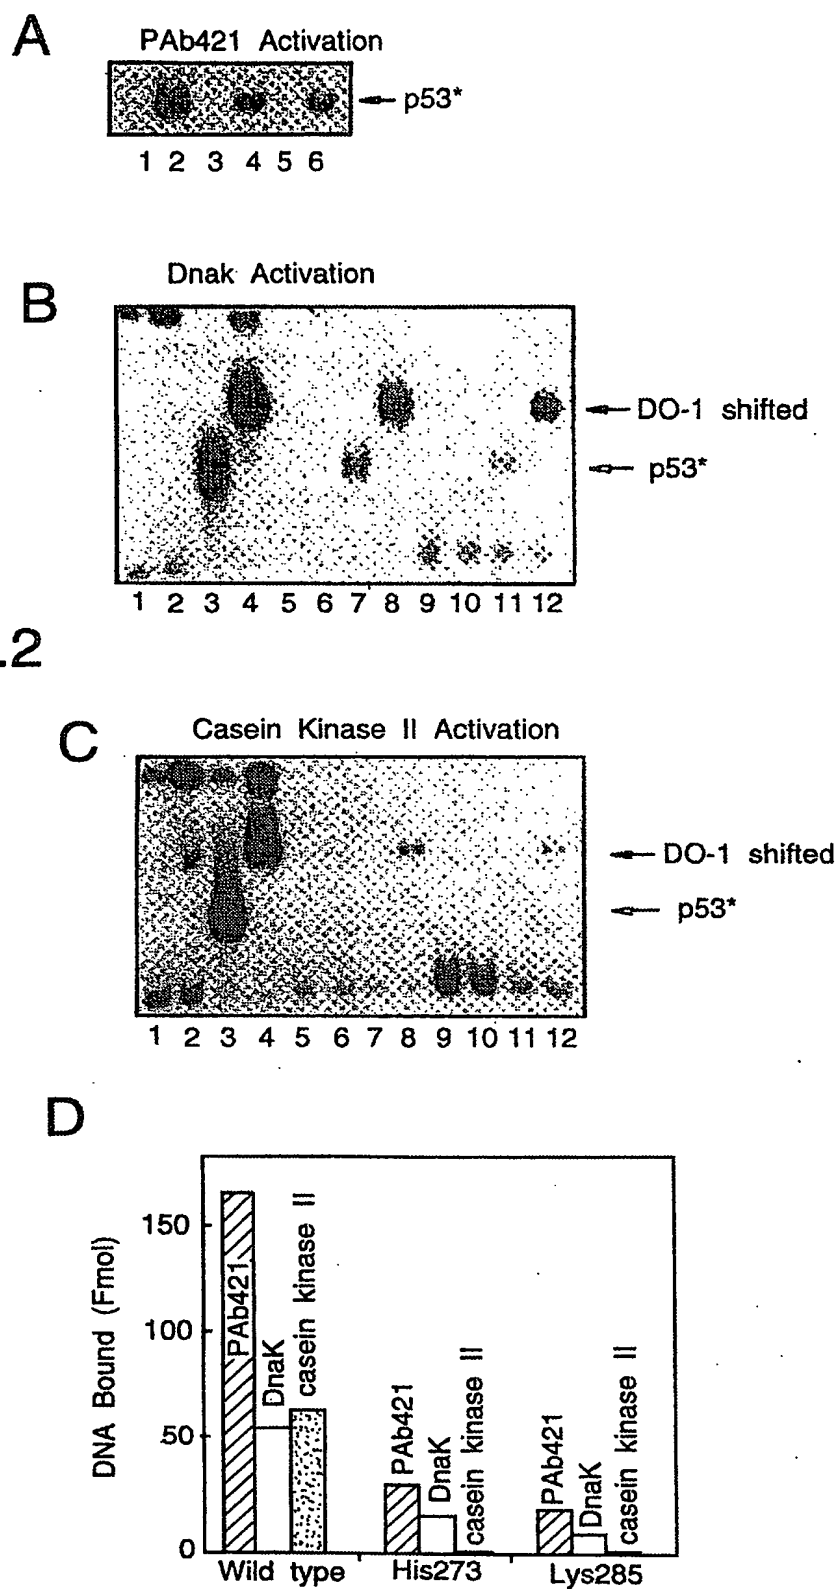 A
PAb421 Activation
p53*
1 2 3 4 5 6
B
Dnak Activation
DO-1 shifted
p53*
1 2 3 4 5 6 7 8 9 10 11 12
.2
C
Casein Kinase II Activation
DO-1 shifted
p53*
1 2 3 4 5 6 7 8 9 10 11 12
D
DNA Bound (Fmol)
150
100
50
0
PAb421
DnaK
casein kinase II
PAb421
DnaK
casein kinase II
PAb421
DnaK
casein kinase II
Wild type His273 Lys285